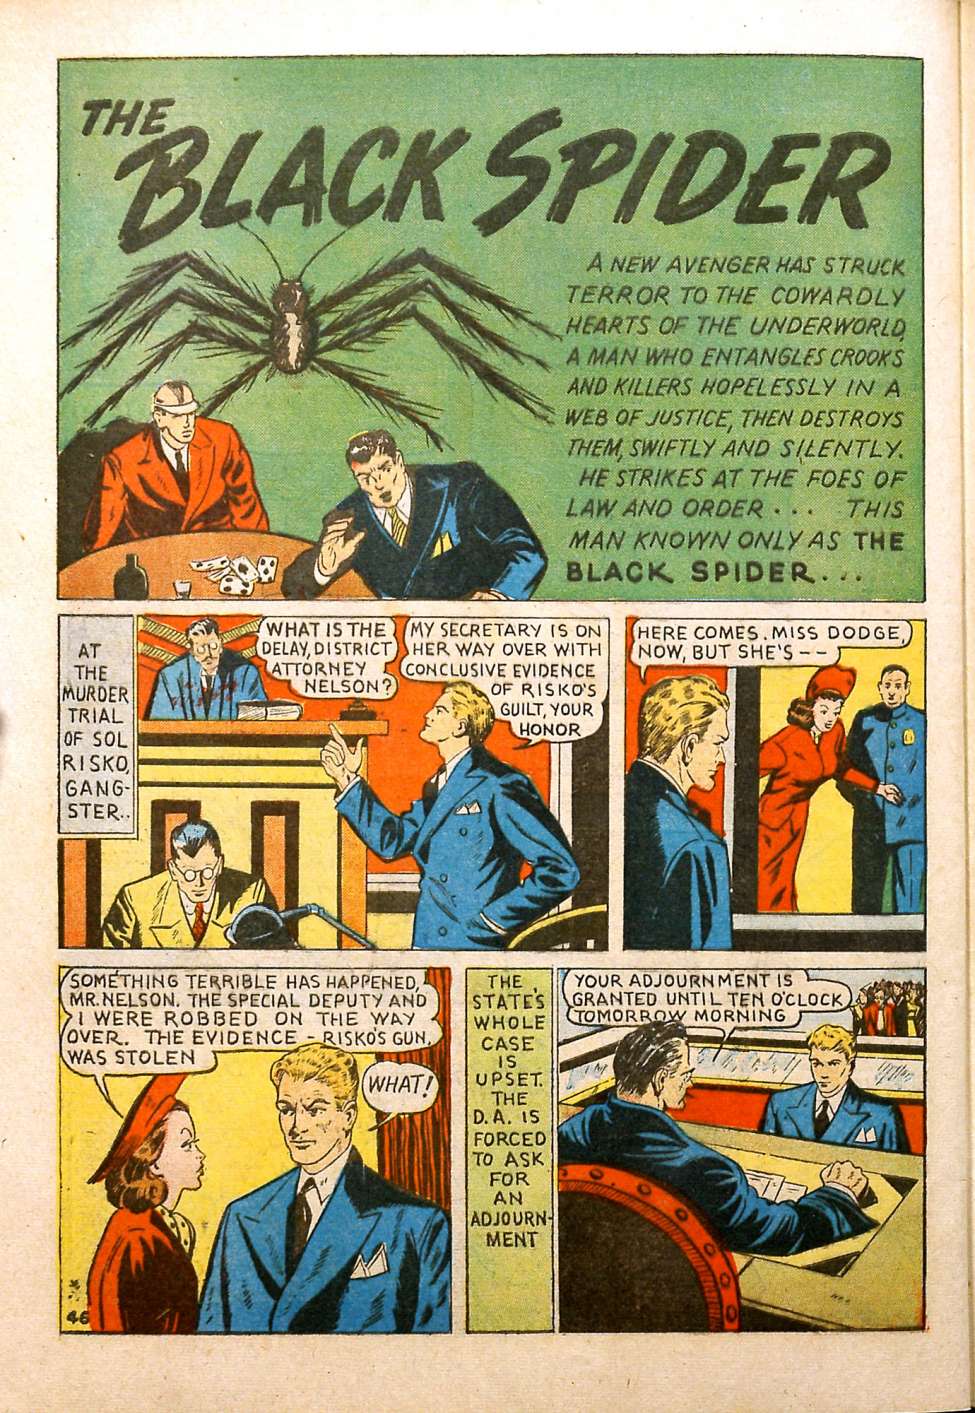 THE
BLACK SPIDER
A NEW AVENGER HAS STRUCK
TERROR TO THE COWARDLY
HEARTS OF THE UNDERWORLD,
A MAN WHO ENTANGLES CROOKS
AND KILLERS HOPELESSLY IN A
WEB OF JUSTICE, THEN DESTROYS
THEM, SWIFTLY AND SILENTLY.
HE STRIKES AT THE FOES OF
LAW AND ORDER... THIS
MAN KNOWN ONLY AS THE
BLACK SPIDER...
AT
THE
MURDER
TRIAL
OF SOL
RISKO,
GANG-
STER..
WHAT IS THE
DELAY, DISTRICT
ATTORNEY
NELSON?
MY SECRETARY IS ON
HER WAY OVER WITH
CONCLUSIVE EVIDENCE
OF RISKO'S
GUILT, YOUR
HONOR
HERE COMES. MISS DODGE,
NOW, BUT SHE'S--
SOMETHING TERRIBLE HAS HAPPENED,
MR. NELSON. THE SPECIAL DEPUTY AND
I WERE ROBBED ON THE WAY
OVER. THE EVIDENCE - RISKO'S GUN,
WAS STOLEN
WHAT!
THE
STATE'S
WHOLE
CASE
IS
UPSET.
THE
D.A. IS
FORCED
TO ASK
FOR
AN
ADJOURN-
MENT
YOUR ADJOURNMENT IS
GRANTED UNTIL TEN O'CLOCK
TOMORROW MORNING
46